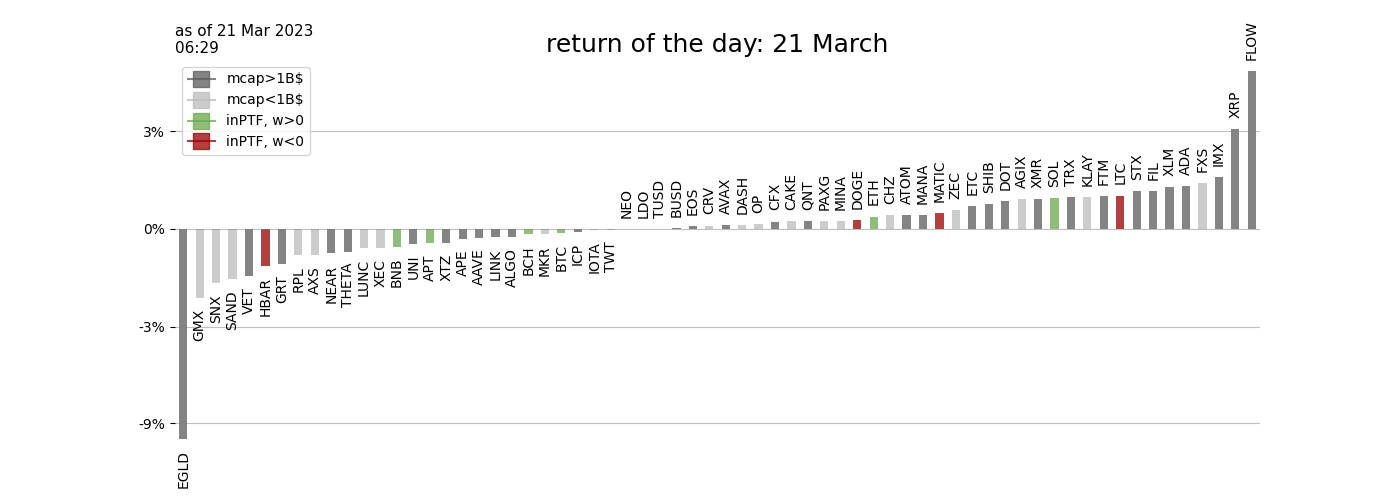 as of 21 Mar 2023
06:29
return of the day: 21 March
mcap>1B$
mcap<1B$
inPTF, w>0
inPTF, w<0
3%
0%
-3%
-9%
EGLD
GMX
SNX
SAND
VET
HBAR
GRT
RPL
AXS
NEAR
THETA
LUNC
XEC
BNB
UNI
APT
XTZ
APE
AAVE
LINK
ALGO
BCH
MKR
BTC
ICP
IOTA
TWT
NEO
LDO
TUSD
BUSD
EOS
CRV
AVAX
DASH
OP
CFX
CAKE
QNT
PAXG
MINA
DOGE
ETH
CHZ
ATOM
MANA
MATIC
ZEC
ETC
SHIB
DOT
AGIX
XMR
SOL
TRX
KLAY
FTM
LTC
STX
FIL
XLM
ADA
FXS
IMX
XRP
FLOW